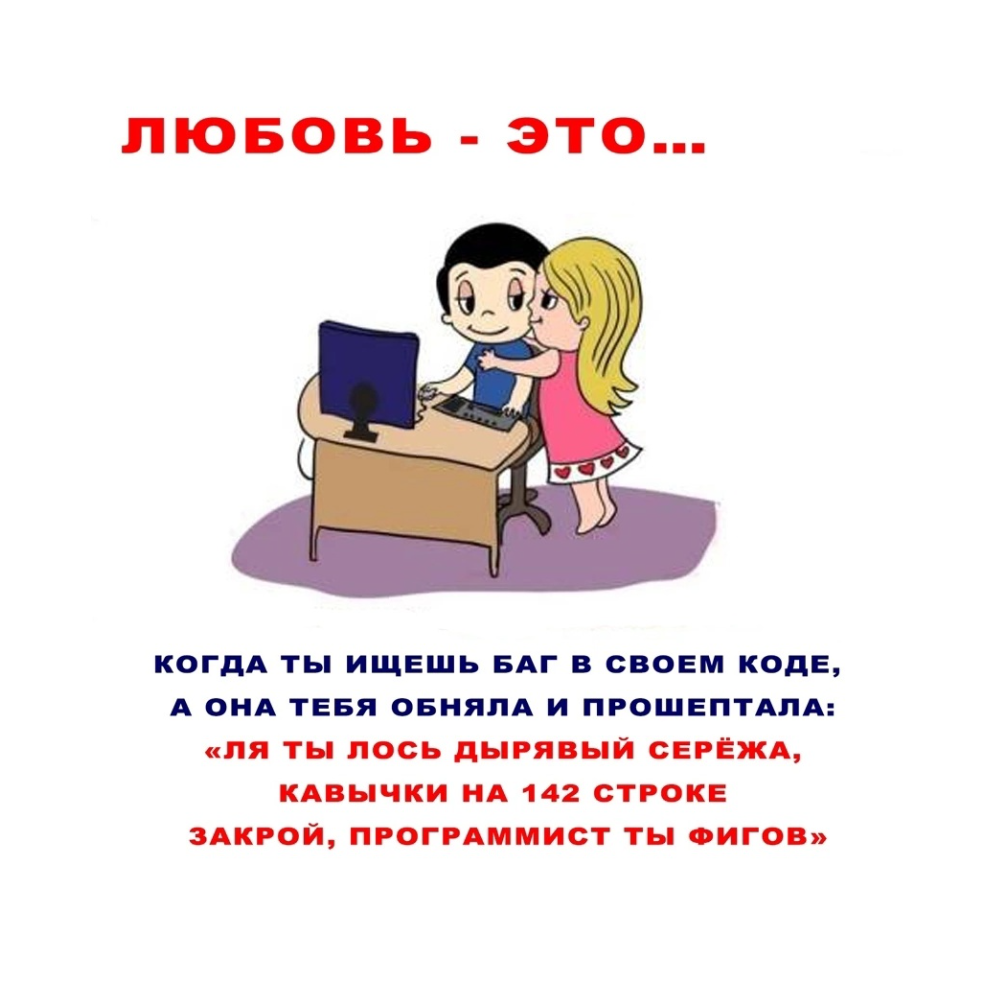 ЛЮБОВЬ - ЭТО...
КОГДА ТЫ ИЩЕШЬ БАГ В СВОЕМ КОДЕ,
А ОНА ТЕБЯ ОБНЯЛА И ПРОШЕПТАЛА:
«ЛЯ ТЫ ЛОСЬ ДЫРЯВЫЙ СЕРЁЖА,
КАВЫЧКИ НА 142 СТРОКЕ
ЗАКРОЙ, ПРОГРАММИСТ ТЫ ФИГОВ»